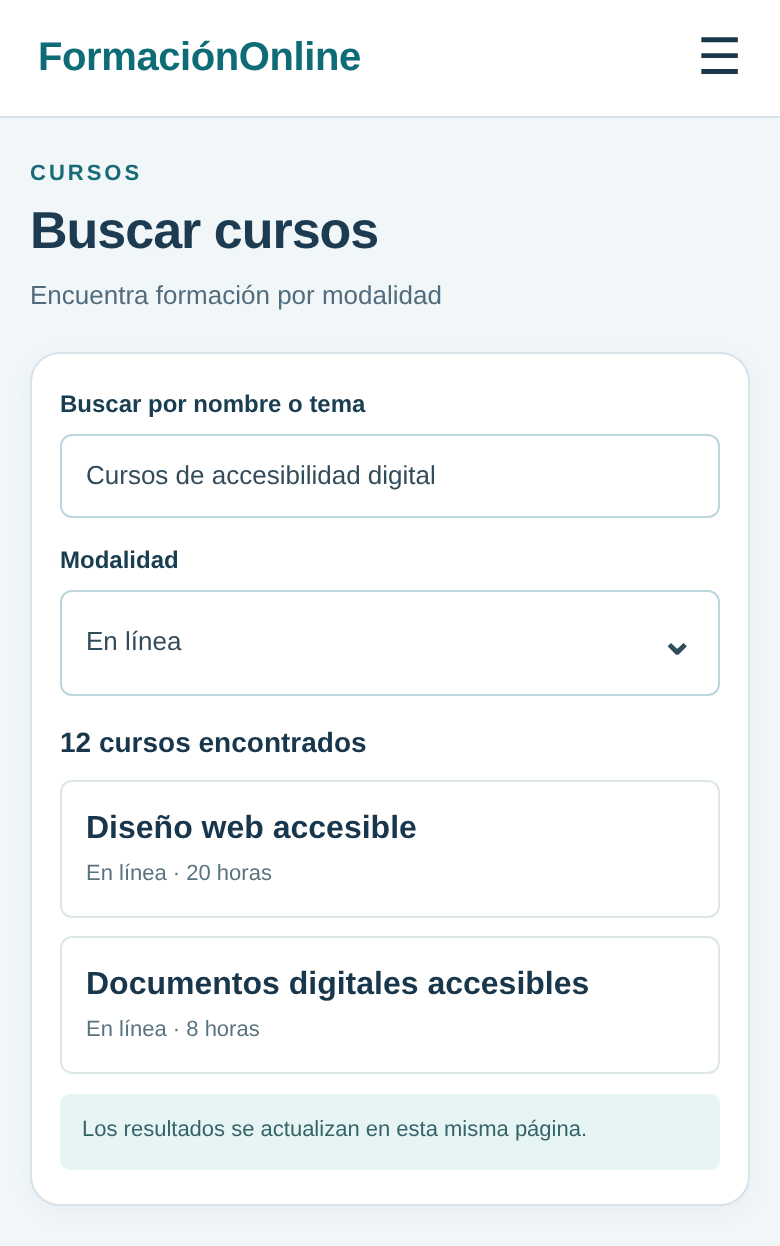 FormaciónOnline
CURSOS
Buscar cursos
Encuentra formación por modalidad
Buscar por nombre o tema
Cursos de accesibilidad digital
Modalidad
En línea
12 cursos encontrados
Diseño web accesible
En línea · 20 horas
Documentos digitales accesibles
En línea · 8 horas
Los resultados se actualizan en esta misma página.